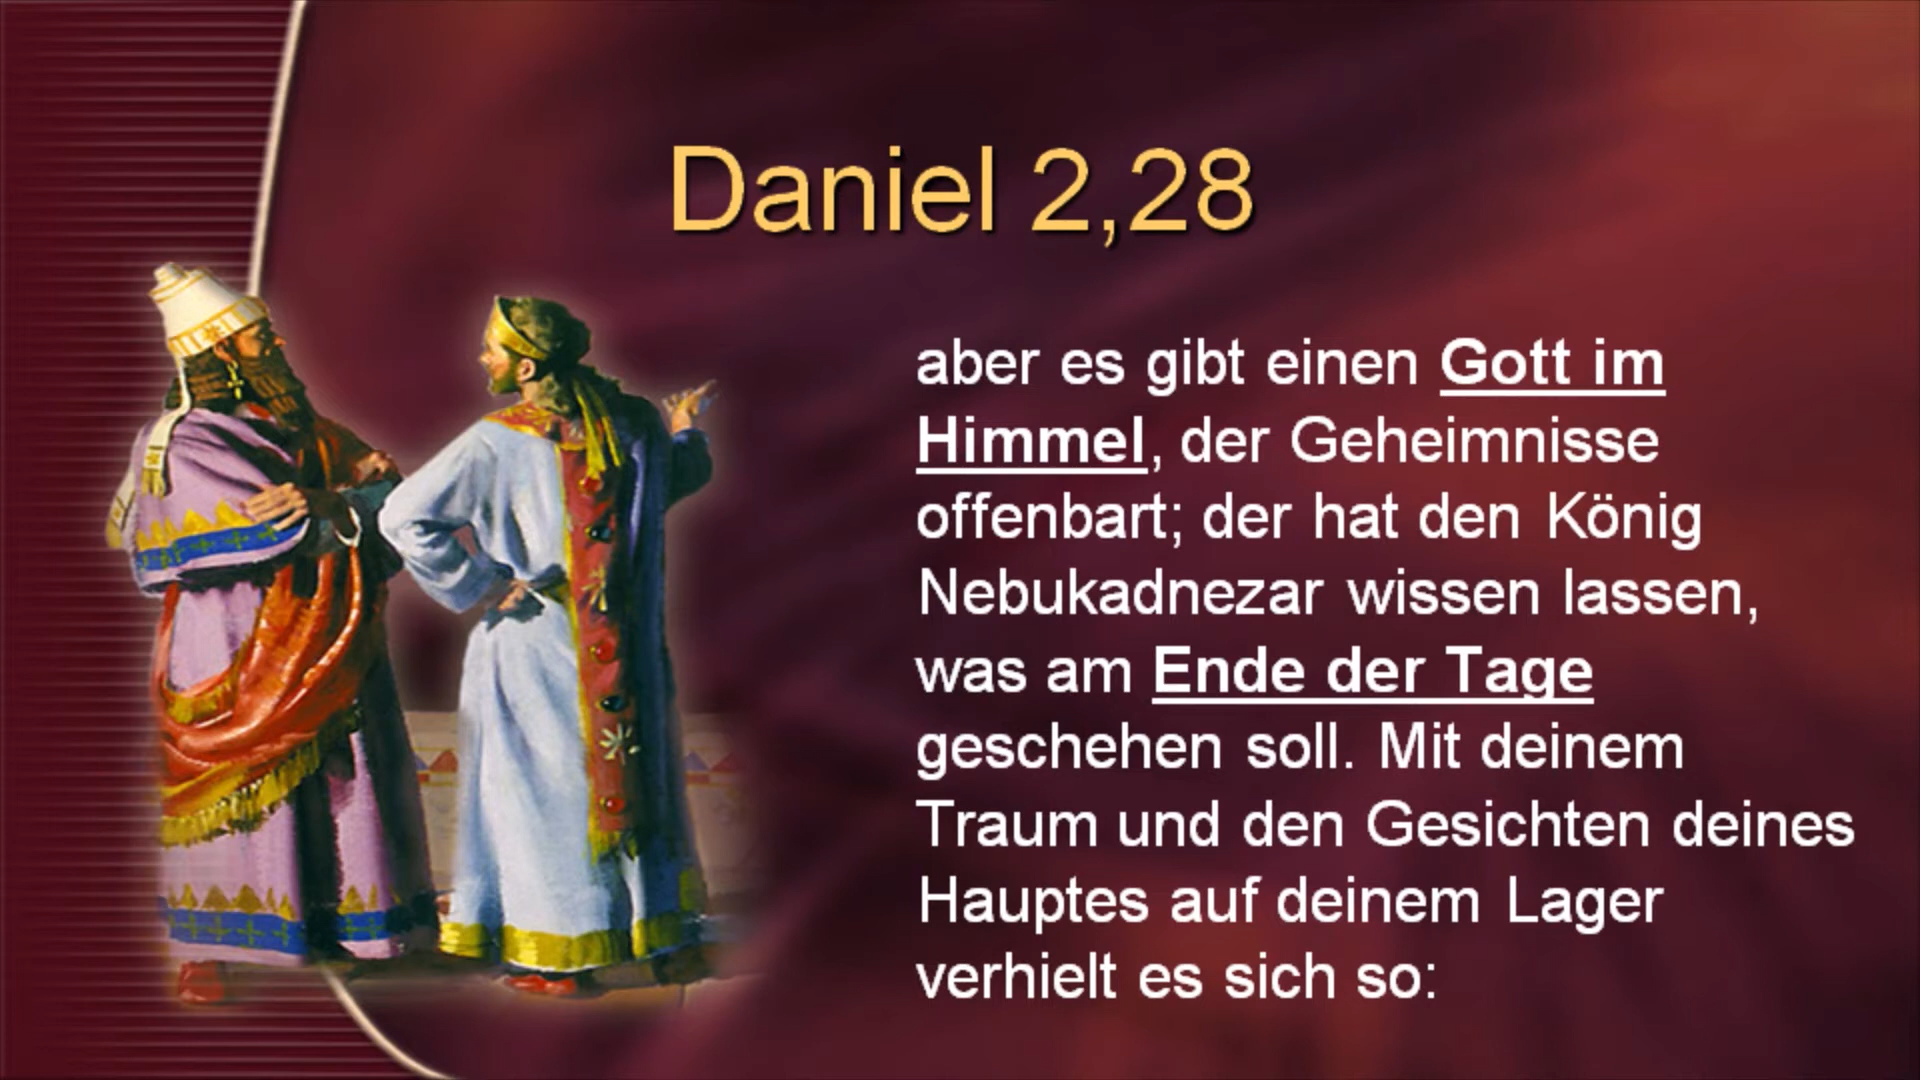 Daniel 2,28
aber es gibt einen Gott im
Himmel, der Geheimnisse
offenbart; der hat den König
Nebukadnezar wissen lassen,
was am Ende der Tage
geschehen soll. Mit deinem
Traum und den Gesichten deines
Hauptes auf deinem Lager
verhielt es sich so: